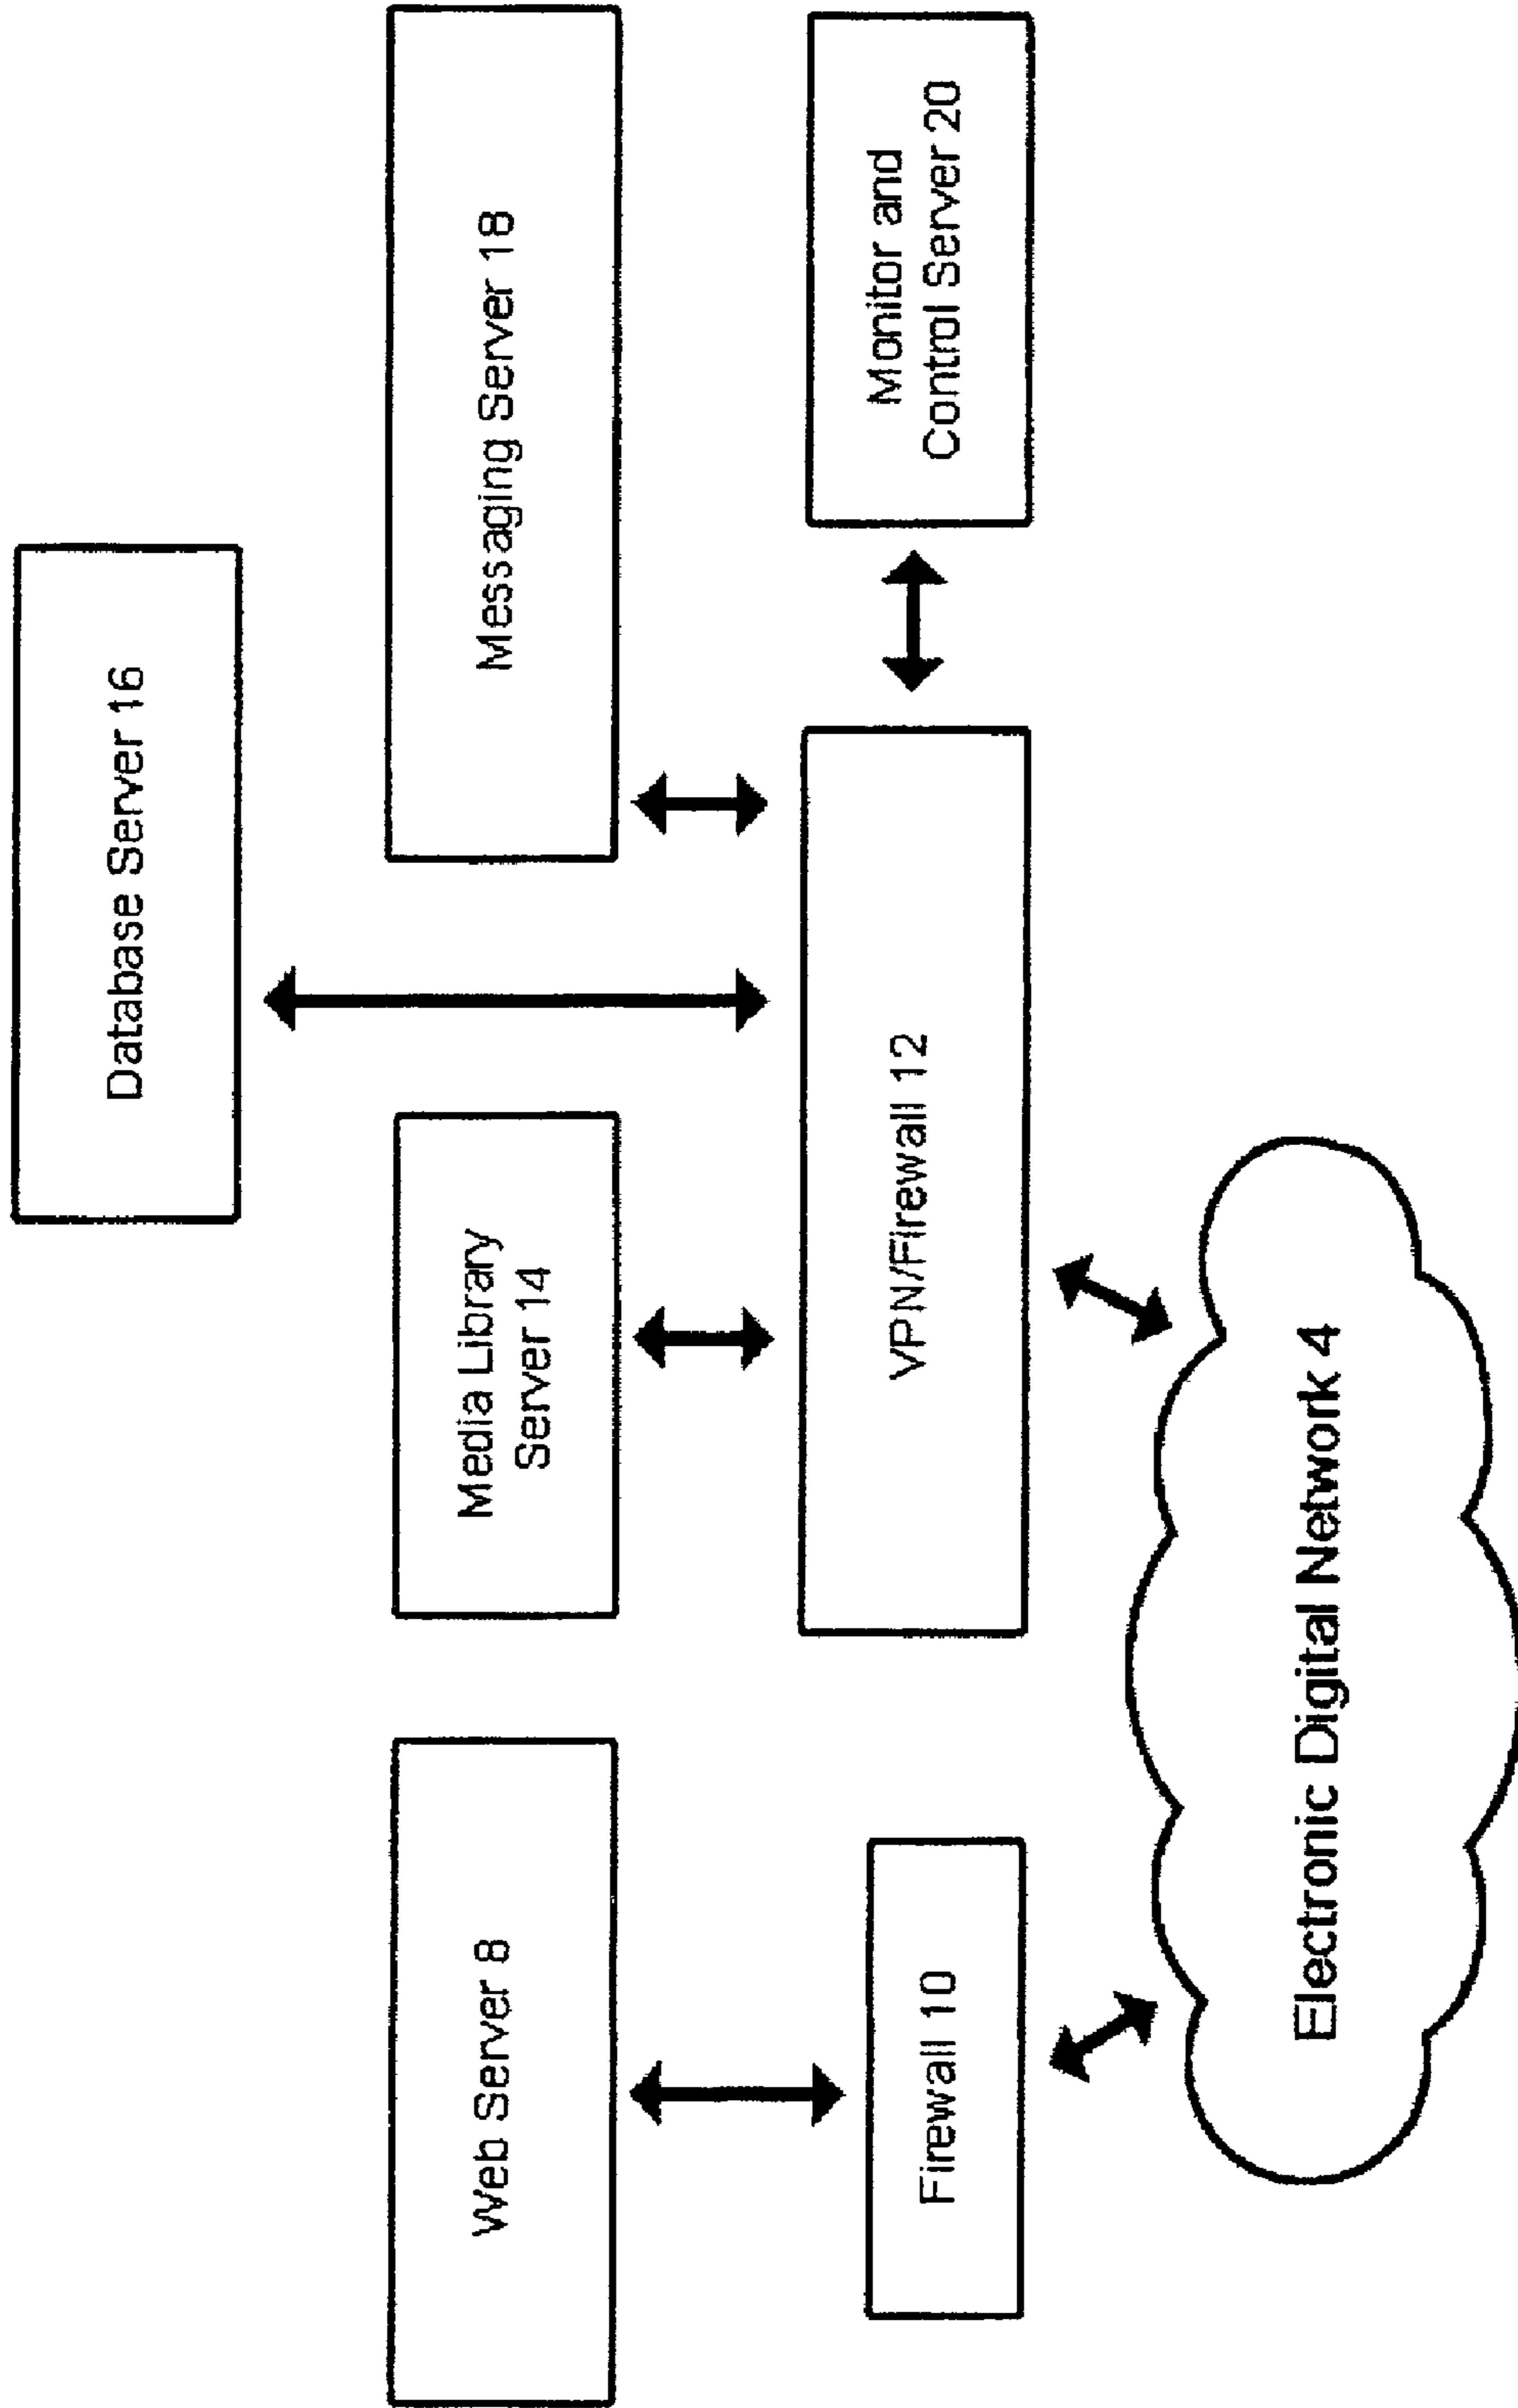 Database Server 16
Web Server 8
Media Library
Server 14
Messaging Server 18
Firewall 10
VPN/Firewall 12
Monitor and
Control Server 20
Electronic Digital Network 4